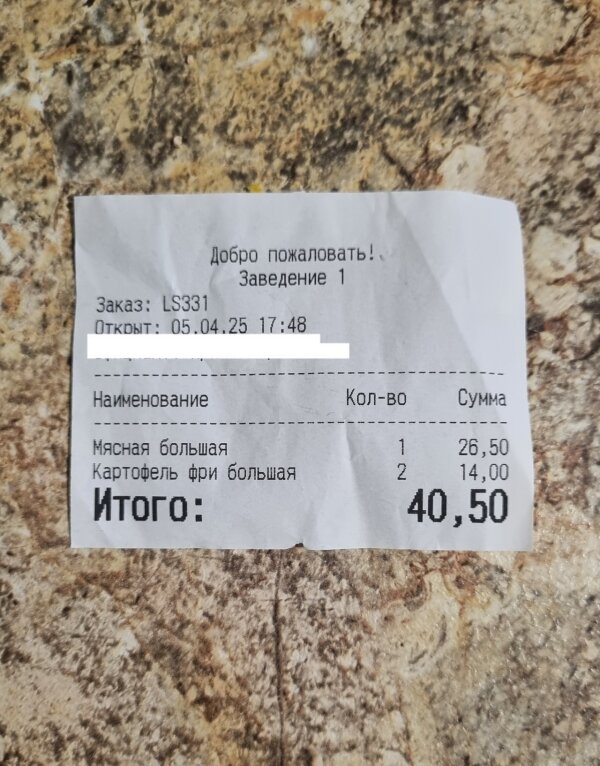 Добро пожаловать!
Заведение 1
Заказ: LS331
Открыт: 05.04.25 17:48
--------------------------------
Наименование Кол-во Сумма
--------------------------------
Мясная большая 1 26,50
Картофель фри большая 2 14,00
Итого: 40,50